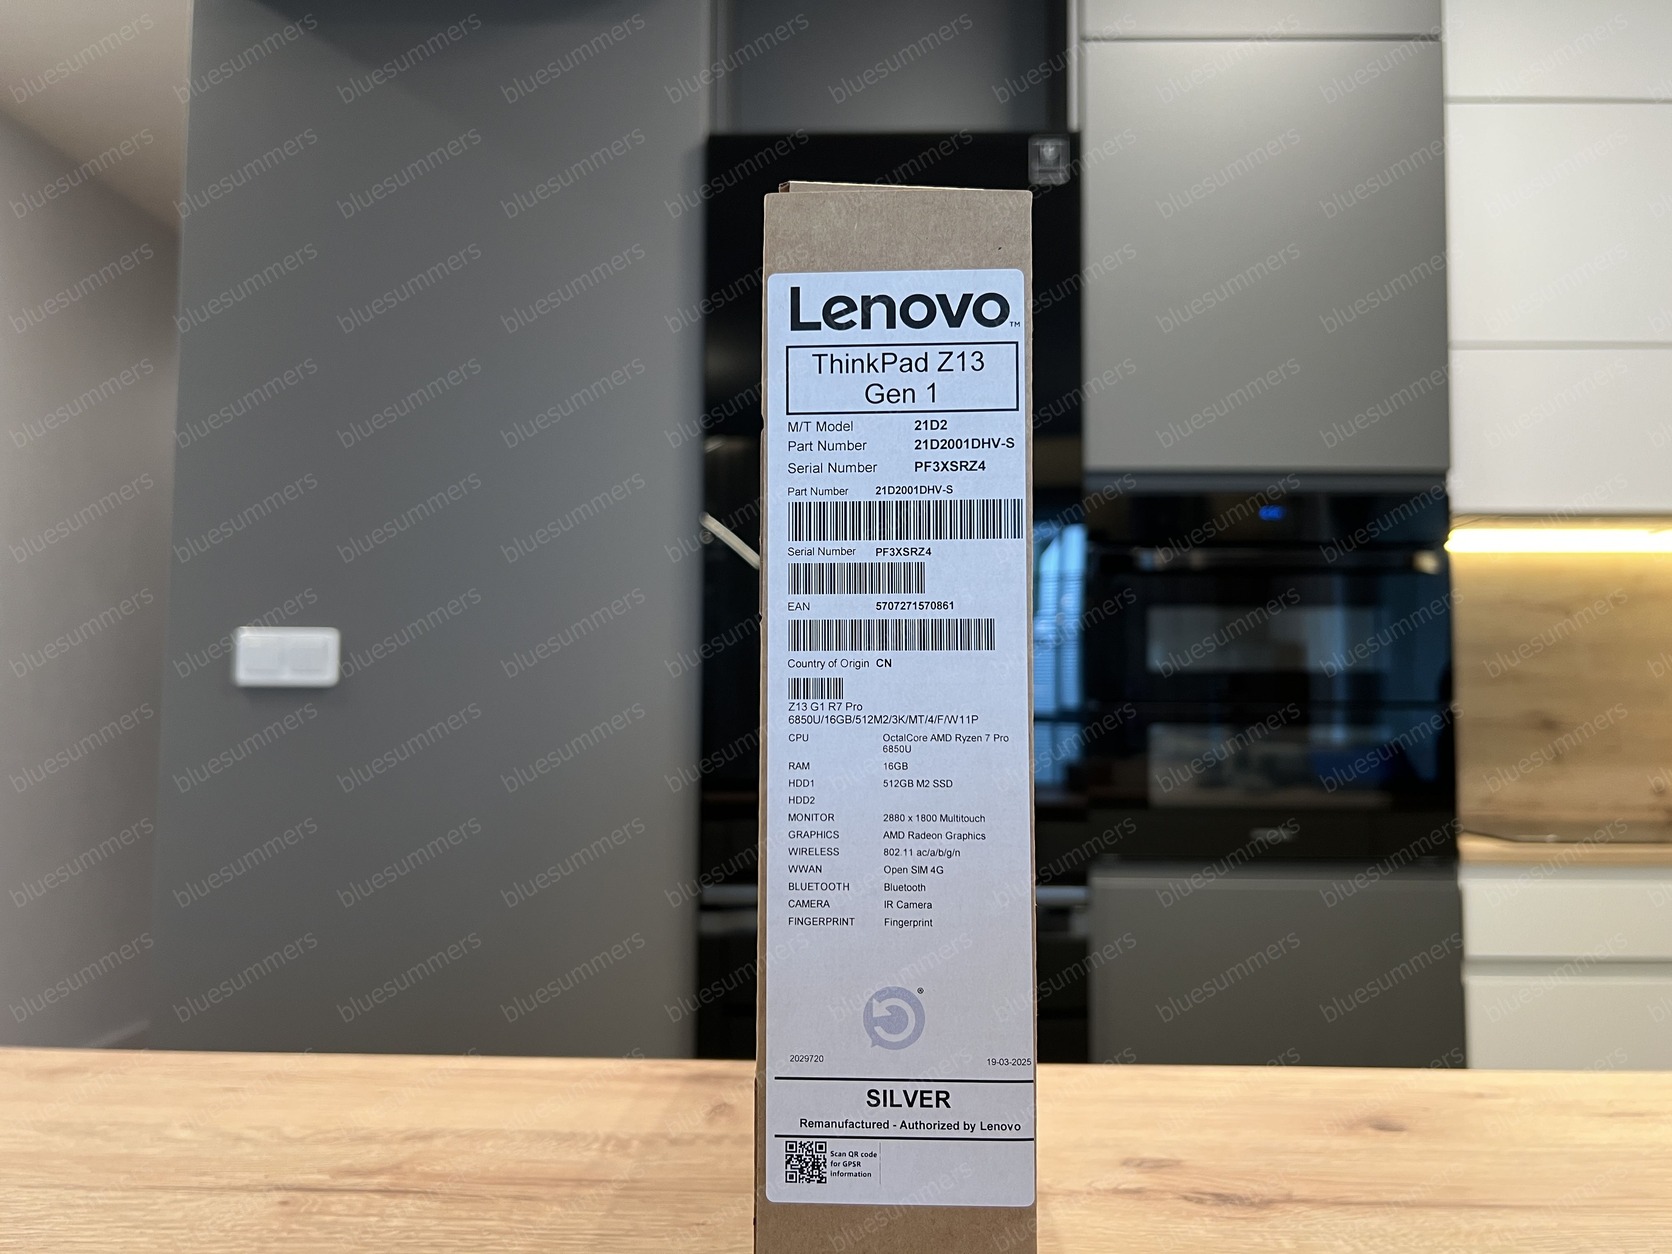 Lenovo™
ThinkPad Z13
Gen 1
M/T Model 21D2
Part Number 21D2001DHV-S
Serial Number PF3XSRZ4
Part Number 21D2001DHV-S
Serial Number PF3XSRZ4
EAN 5707271570861
Country of Origin CN
Z13 G1 R7 Pro
6850U/16GB/512M2/3K/MT/4/F/W11P
CPU OctalCore AMD Ryzen 7 Pro
6850U
RAM 16GB
HDD1 512GB M2 SSD
HDD2
MONITOR 2880 x 1800 Multitouch
GRAPHICS AMD Radeon Graphics
WIRELESS 802.11 ac/a/b/g/n
WWAN Open SIM 4G
BLUETOOTH Bluetooth
CAMERA IR Camera
FINGERPRINT Fingerprint
®
2029720 19-03-2025
SILVER
Remanufactured - Authorized by Lenovo
Scan QR code
for GPSR
information
bluesummers